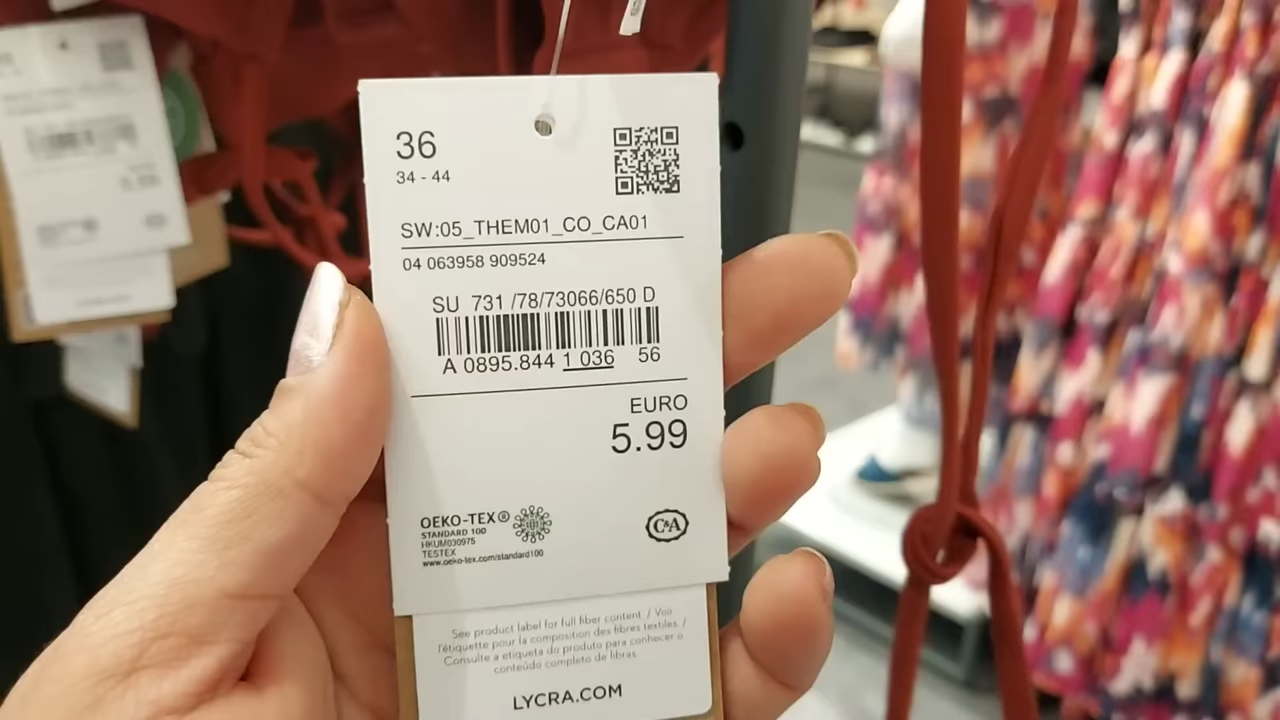 36
34 - 44
SW:05_THEM01_CO_CA01
04 063958 909524
SU 731 /78/73066/650 D
A 0895.844 1 036 56
EURO
5.99
OEKO-TEX®
STANDARD 100
HKUM030975
TESTEX
www.oeko-tex.com/standard100
C&A
See product label for full fiber content / Voir
l'étiquette pour la composition des fibres textiles /
Consulte a etiqueta do produto para conhecer o
conteúdo completo de fibras.
LYCRA.COM